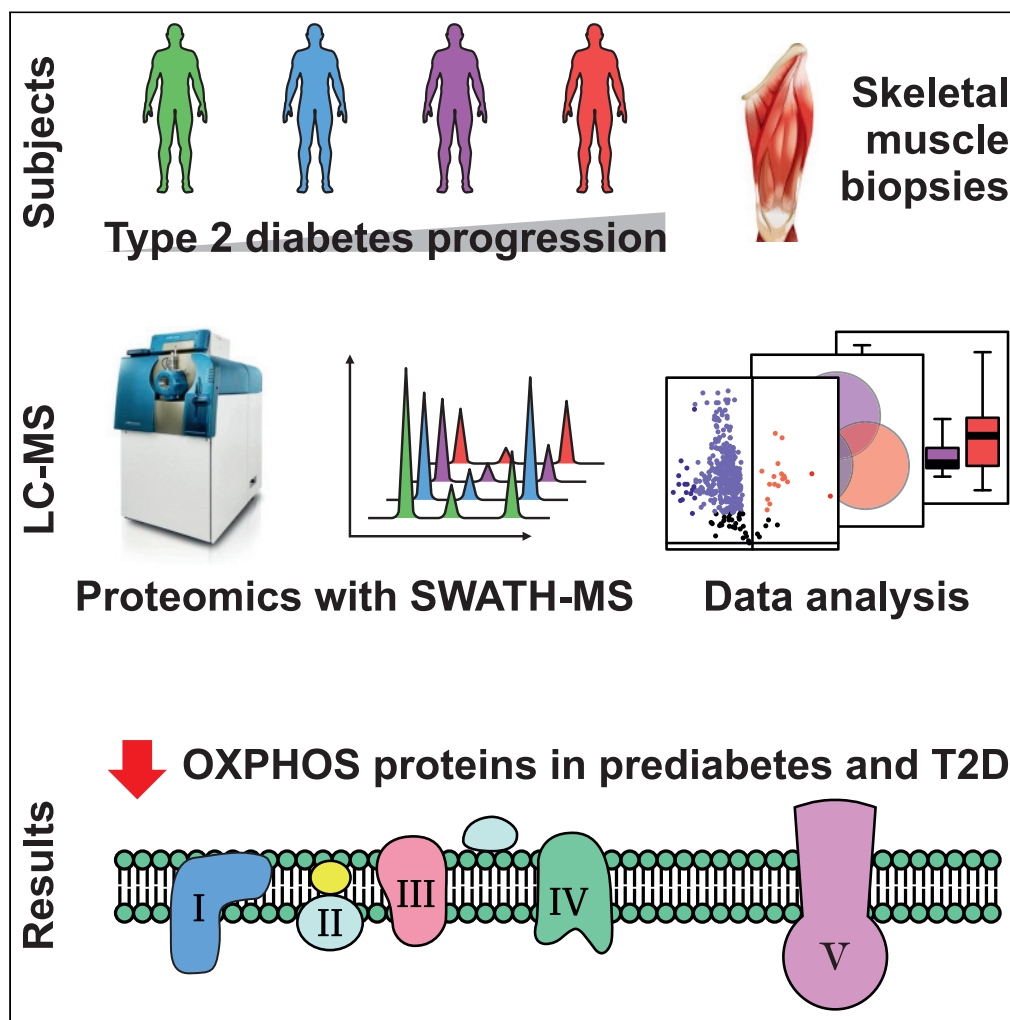 Subjects
Type 2 diabetes progression
Skeletal
muscle
biopsies
LC-MS
Proteomics with SWATH-MS
Data analysis
Results
OXPHOS proteins in prediabetes and T2D
I
II
III
IV
V